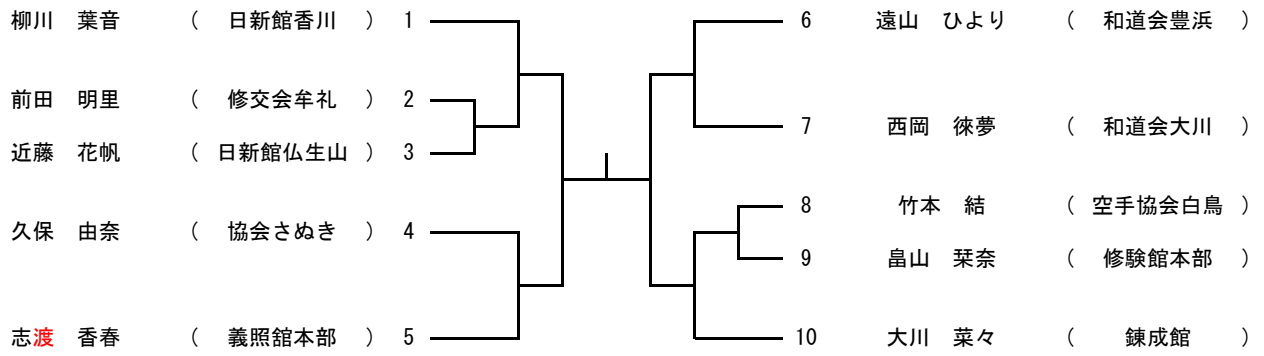 柳川　葉音　（　日新館香川　）　1
前田　明里　（　修交会牟礼　）　2
近藤　花帆　（　日新館仏生山　）　3
久保　由奈　（　協会さぬき　）　4
志渡　香春　（　義照舘本部　）　5
6　遠山　ひより　（　和道会豊浜　）
7　西岡　徠夢　（　和道会大川　）
8　竹本　結　（　空手協会白鳥　）
9　畠山　栞奈　（　修験館本部　）
10　大川　菜々　（　錬成館　）